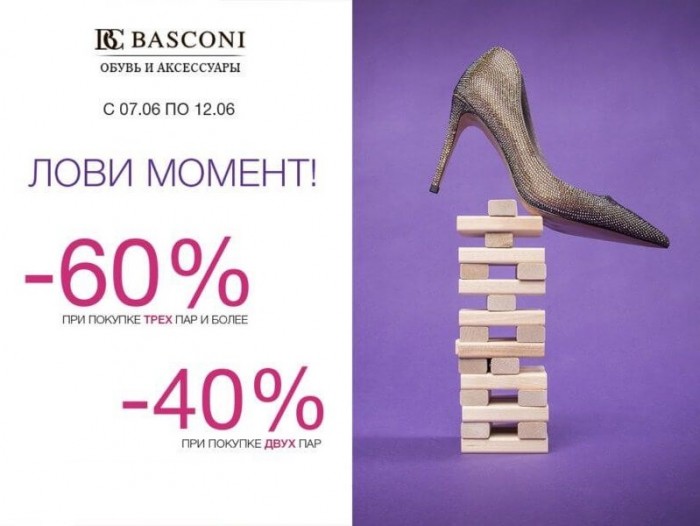 BC BASCONI
ОБУВЬ И АКСЕССУАРЫ
С 07.06 ПО 12.06
ЛОВИ МОМЕНТ!
-60%
ПРИ ПОКУПКЕ ТРЕХ ПАР И БОЛЕЕ
-40%
ПРИ ПОКУПКЕ ДВУХ ПАР